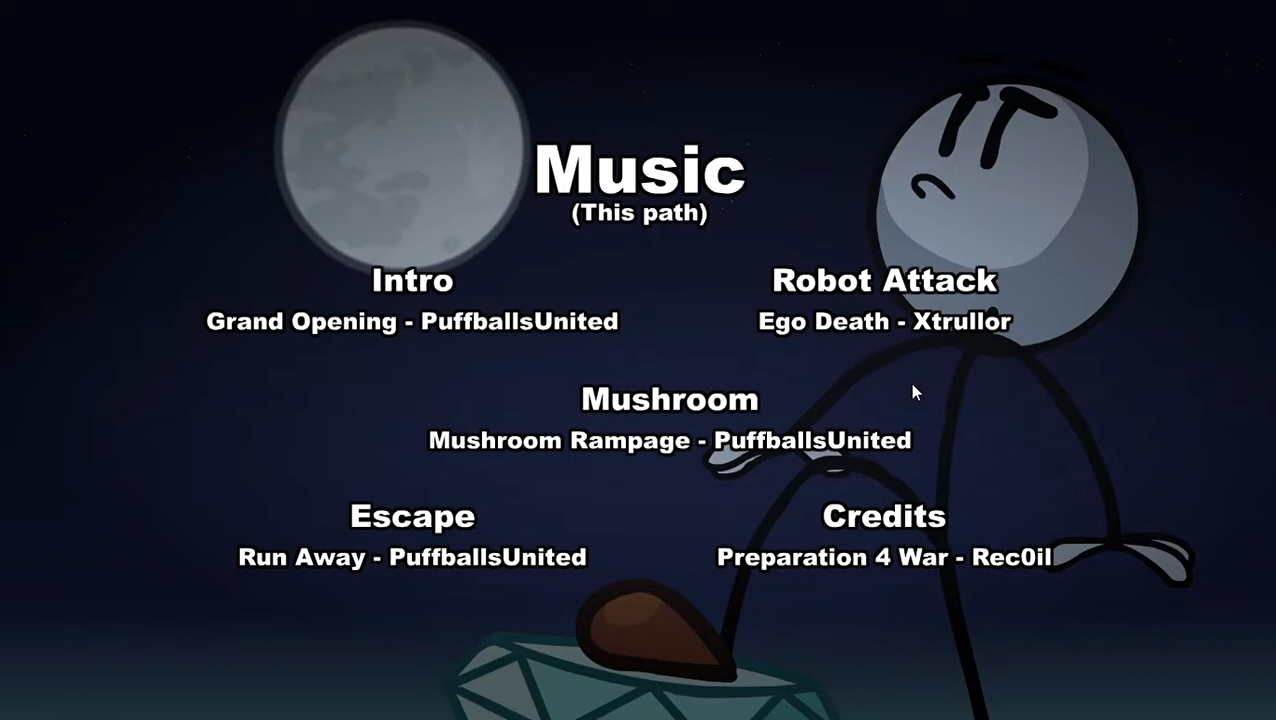 Music
(This path)
Intro
Grand Opening - PuffballsUnited
Robot Attack
Ego Death - Xtrullor
Mushroom
Mushroom Rampage - PuffballsUnited
Escape
Run Away - PuffballsUnited
Credits
Preparation 4 War - Rec0il